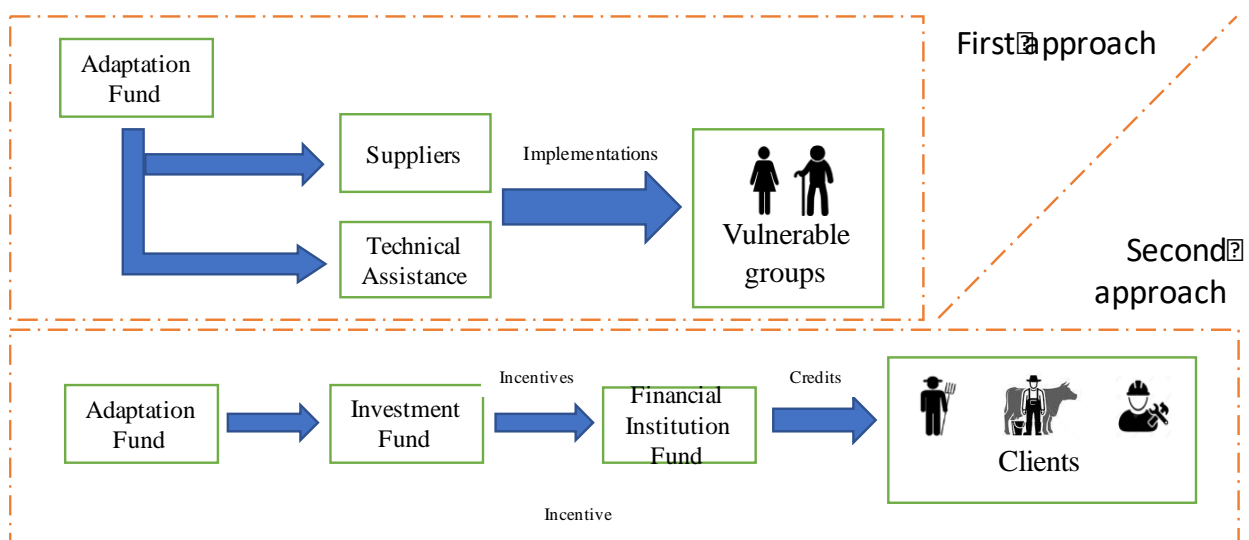 First approach
Adaptation
Fund
Suppliers
Implementations
Technical
Assistance
Vulnerable
groups
Second
approach
Adaptation
Fund
Investment
Fund
Incentives
Financial
Institution
Fund
Credits
Clients
Incentive